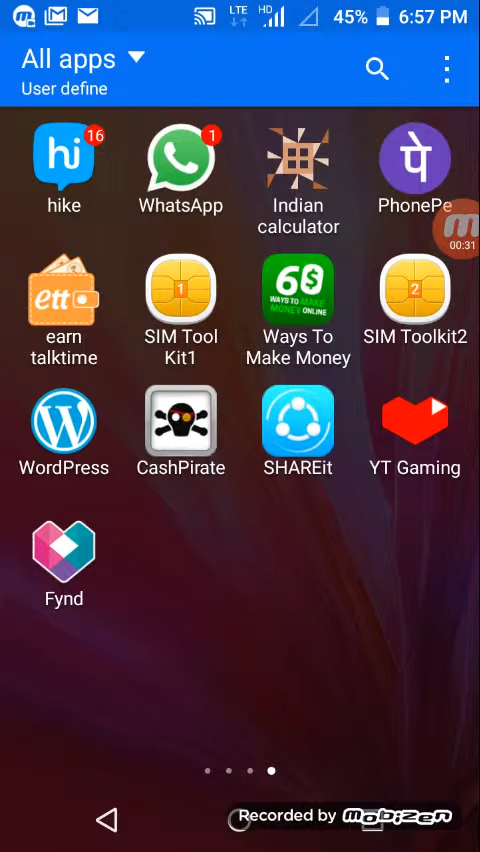 LTE HD 45% 6:57 PM
All apps
User define
16
1
hi
पे
hike
WhatsApp
Indian
calculator
PhonePe
00:31
ett
1
60$
WAYS TO MAKE
MONEY ONLINE
2
earn
talktime
SIM Tool
Kit1
Ways To
Make Money
SIM Toolkit2
WordPress
CashPirate
SHAREit
YT Gaming
Fynd
Recorded by mobizen